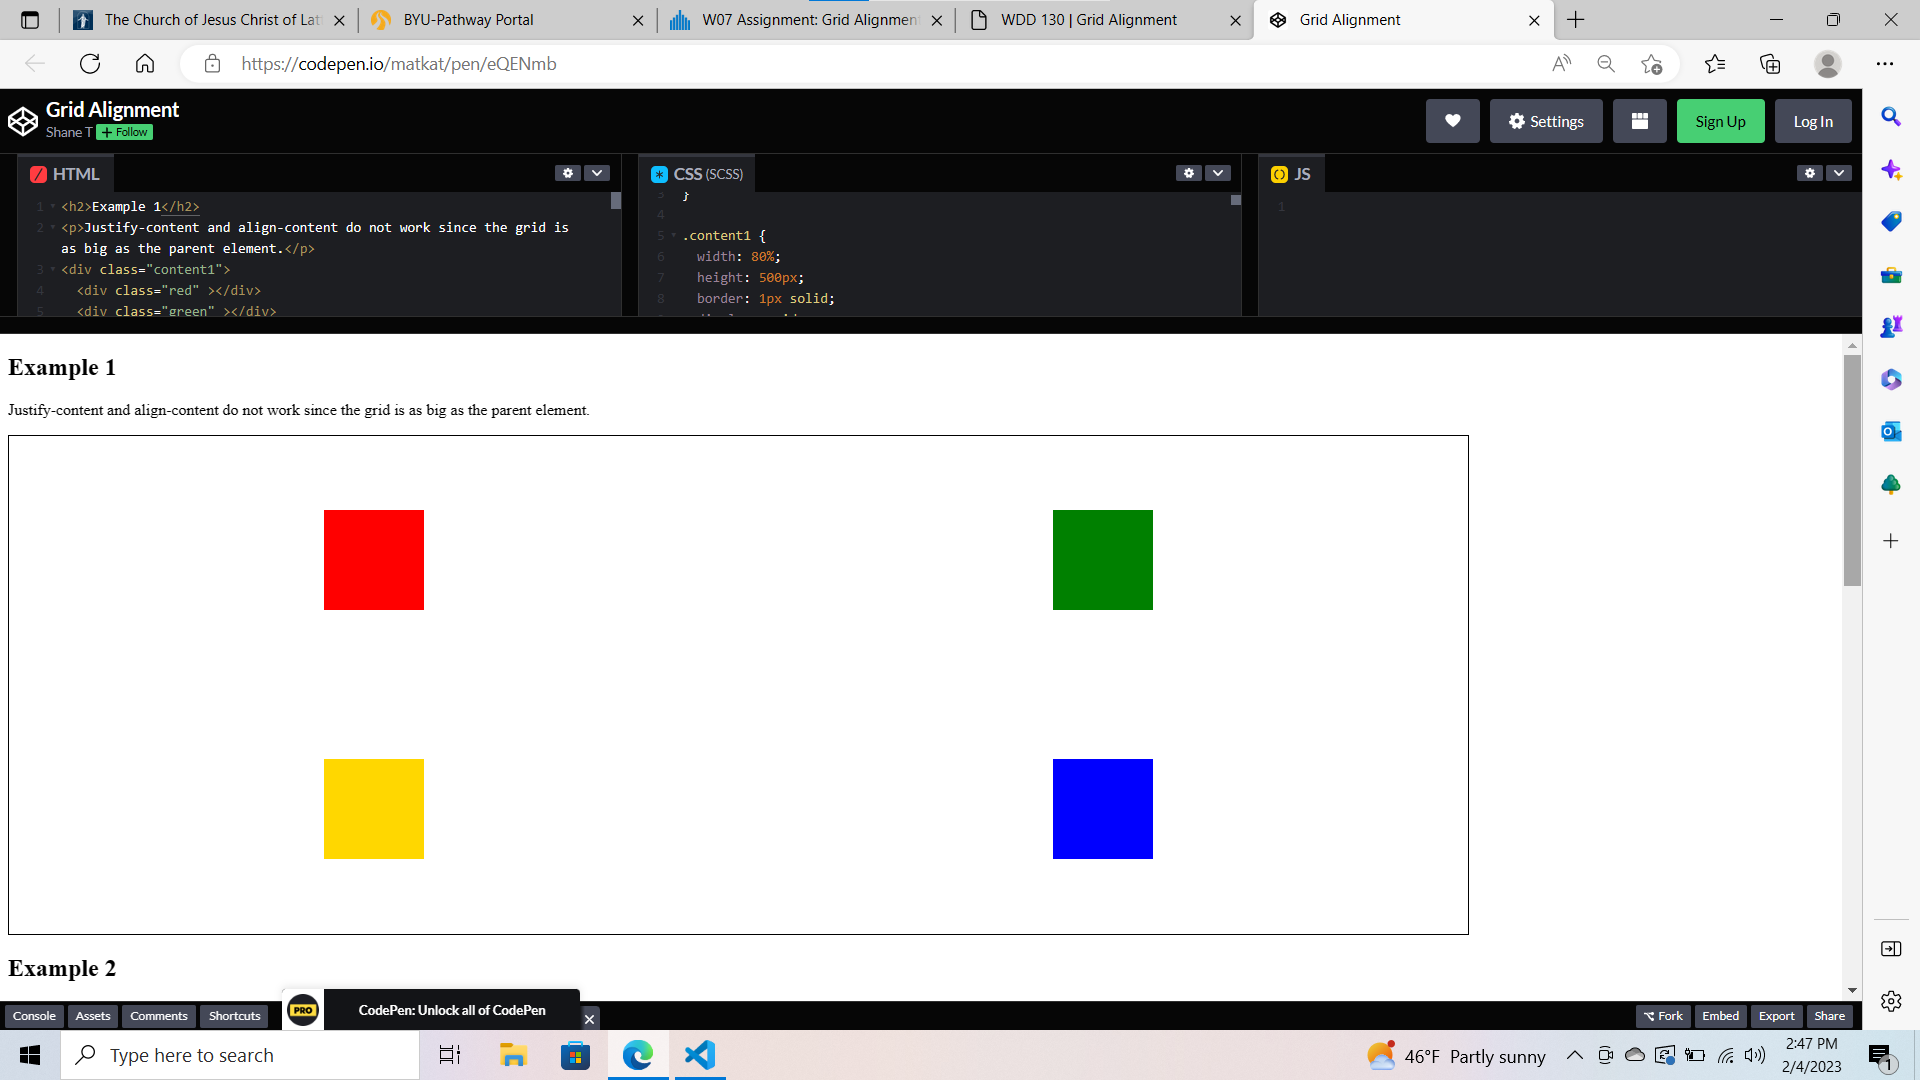 The Church of Jesus Christ of Lat
BYU-Pathway Portal
W07 Assignment: Grid Alignmen
WDD 130 | Grid Alignment
Grid Alignment
https://codepen.io/matkat/pen/eQENmb
Grid Alignment
Shane T + Follow
Settings
Sign Up
Log In
HTML
1 <h2>Example 1</h2>
2 <p>Justify-content and align-content do not work since the grid is
as big as the parent element.</p>
3 <div class="content1">
4 <div class="red" ></div>
5 <div class="green" ></div>
CSS (SCSS)
3 }
4
5 .content1 {
6 width: 80%;
7 height: 500px;
8 border: 1px solid;
JS
1
Example 1
Justify-content and align-content do not work since the grid is as big as the parent element.
Example 2
Console
Assets
Comments
Shortcuts
PRO
CodePen: Unlock all of CodePen
Fork
Embed
Export
Share
Type here to search
46°F Partly sunny
2:47 PM
2/4/2023
1